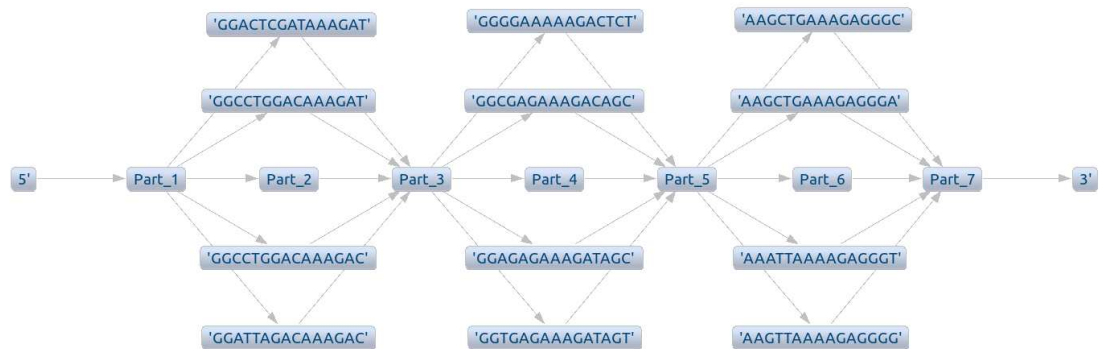 'GGACTCGATAAAGAT' 'GGGGAAAAAGACTCT' 'AAGCTGAAAGAGGGC'
'GGCCTGGACAAAGAT' 'GGCGAGAAAGACAGC' 'AAGCTGAAAGAGGGA'
5' Part_1 Part_2 Part_3 Part_4 Part_5 Part_6 Part_7 3'
'GGCCTGGACAAAGAC' 'GGAGAGAAAGATAGC' 'AAATTAAAAGAGGGT'
'GGATTAGACAAAGAC' 'GGTGAGAAAGATAGT' 'AAGTTAAAAGAGGGG'